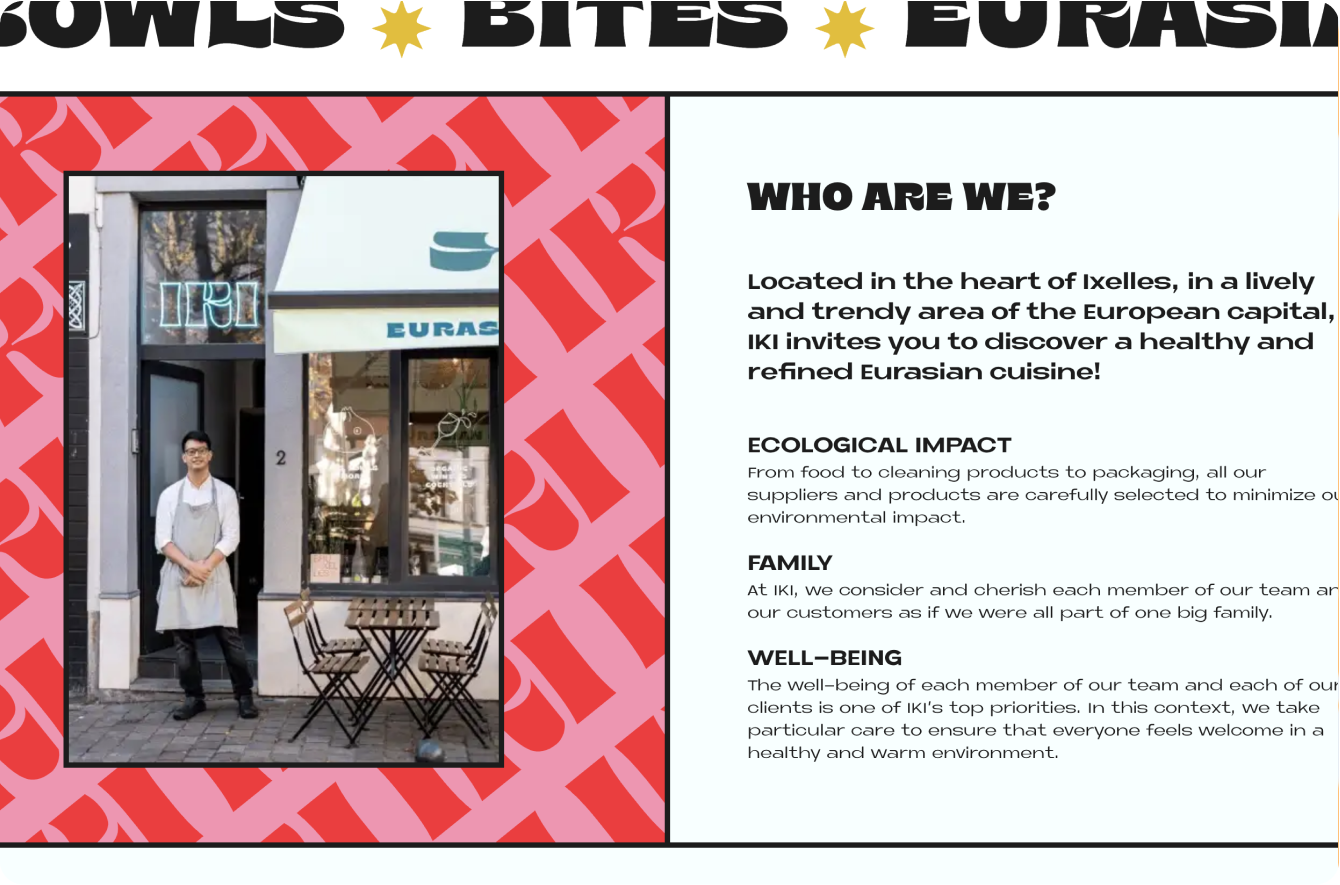 BOWLS BITES EURASIA
WHO ARE WE?
Located in the heart of Ixelles, in a lively
and trendy area of the European capital,
IKI invites you to discover a healthy and
refined Eurasian cuisine!
ECOLOGICAL IMPACT
From food to cleaning products to packaging, all our
suppliers and products are carefully selected to minimize ou
environmental impact.
FAMILY
At IKI, we consider and cherish each member of our team an
our customers as if we were all part of one big family.
WELL-BEING
The well-being of each member of our team and each of our
clients is one of IKI's top priorities. In this context, we take
particular care to ensure that everyone feels welcome in a
healthy and warm environment.
IKI
EURAS
2